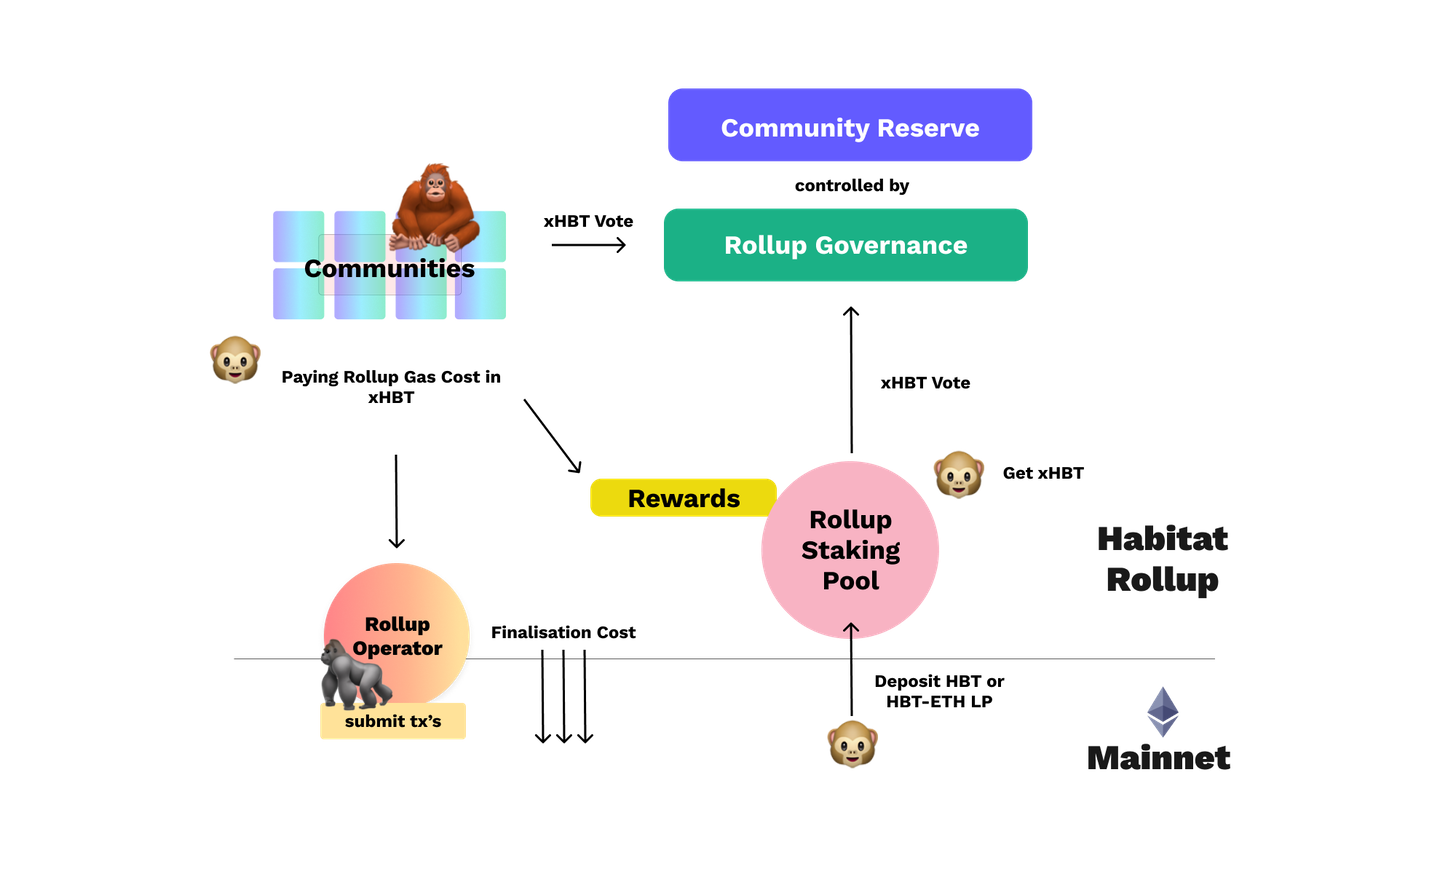 Community Reserve
controlled by
xHBT Vote
Rollup Governance
Communities
Paying Rollup Gas Cost in
xHBT
xHBT Vote
Get xHBT
Rewards
Rollup
Staking
Pool
Habitat
Rollup
Rollup
Operator
Finalisation Cost
submit tx’s
Deposit HBT or
HBT-ETH LP
Mainnet